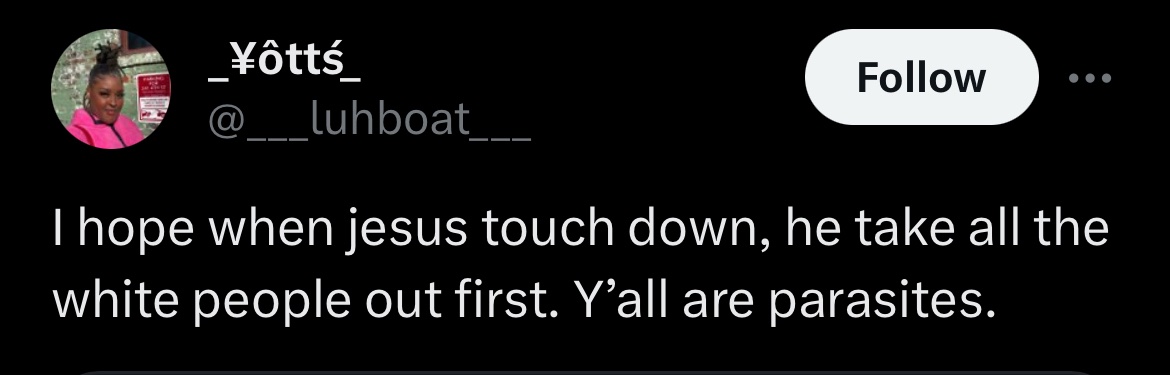 _¥ôttś_
Follow
@___luhboat___
I hope when jesus touch down, he take all the
white people out first. Y’all are parasites.